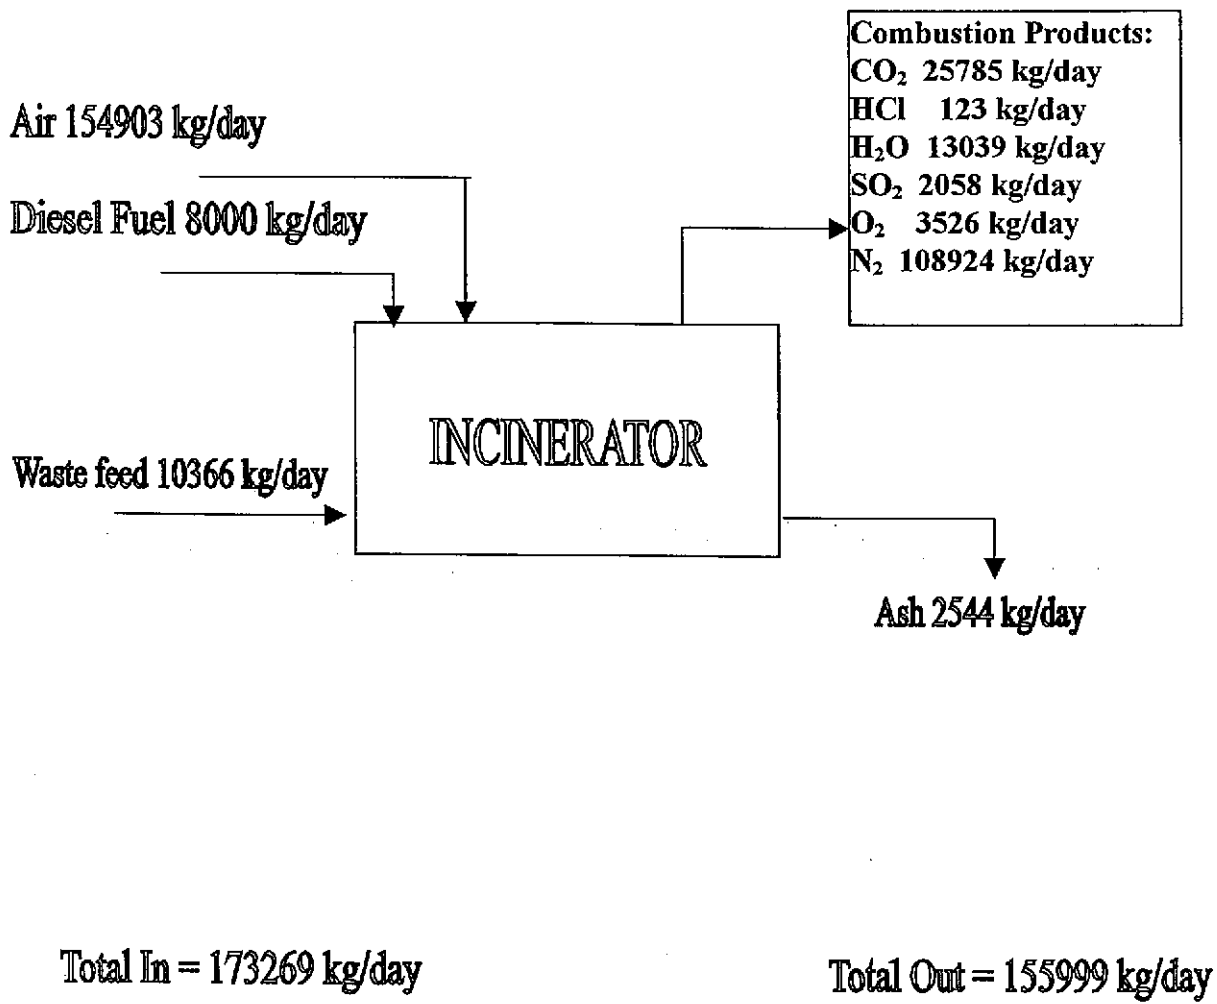 Combustion Products:
CO₂ 25785 kg/day
HCl 123 kg/day
H₂O 13039 kg/day
SO₂ 2058 kg/day
O₂ 3526 kg/day
N₂ 108924 kg/day
Air 154903 kg/day
Diesel Fuel 8000 kg/day
INCINERATOR
Waste feed 10366 kg/day
Ash 2544 kg/day
Total In = 173269 kg/day
Total Out = 155999 kg/day